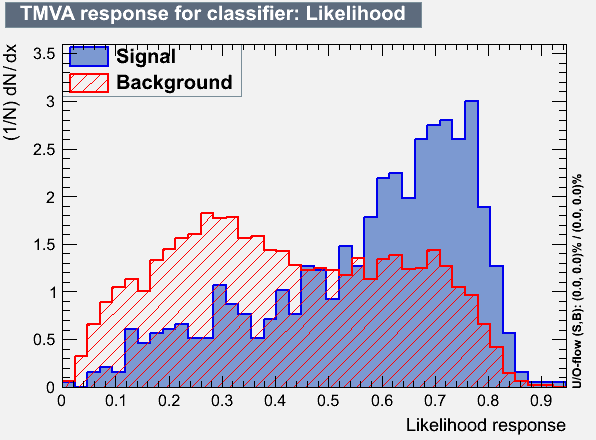 TMVA response for classifier: Likelihood
Signal
Background
(1/N) dN / dx
3.5
3
2.5
2
1.5
1
0.5
0
0 0.1 0.2 0.3 0.4 0.5 0.6 0.7 0.8 0.9
Likelihood response
U/O-flow (S,B): (0.0, 0.0)% / (0.0, 0.0)%